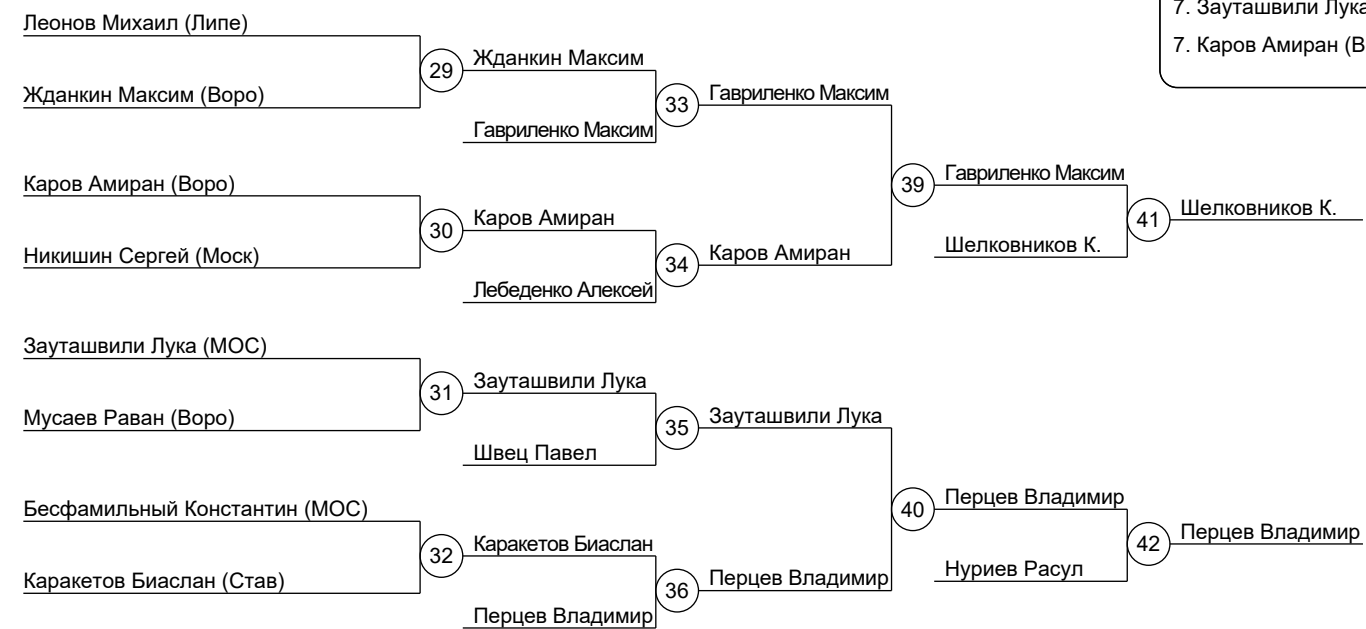 7. Зауташвили Лука
7. Каров Амиран (В
Леонов Михаил (Липе)
29
Жданкин Максим
Жданкин Максим (Воро)
33
Гавриленко Максим
Гавриленко Максим
Каров Амиран (Воро)
39
Гавриленко Максим
41
Шелковников К.
30
Каров Амиран
Шелковников К.
Никишин Сергей (Моск)
34
Каров Амиран
Лебеденко Алексей
Зауташвили Лука (МОС)
31
Зауташвили Лука
Мусаев Раван (Воро)
35
Зауташвили Лука
Швец Павел
Бесфамильный Константин (МОС)
40
Перцев Владимир
42
Перцев Владимир
32
Каракетов Биаслан
Нуриев Расул
Каракетов Биаслан (Став)
36
Перцев Владимир
Перцев Владимир